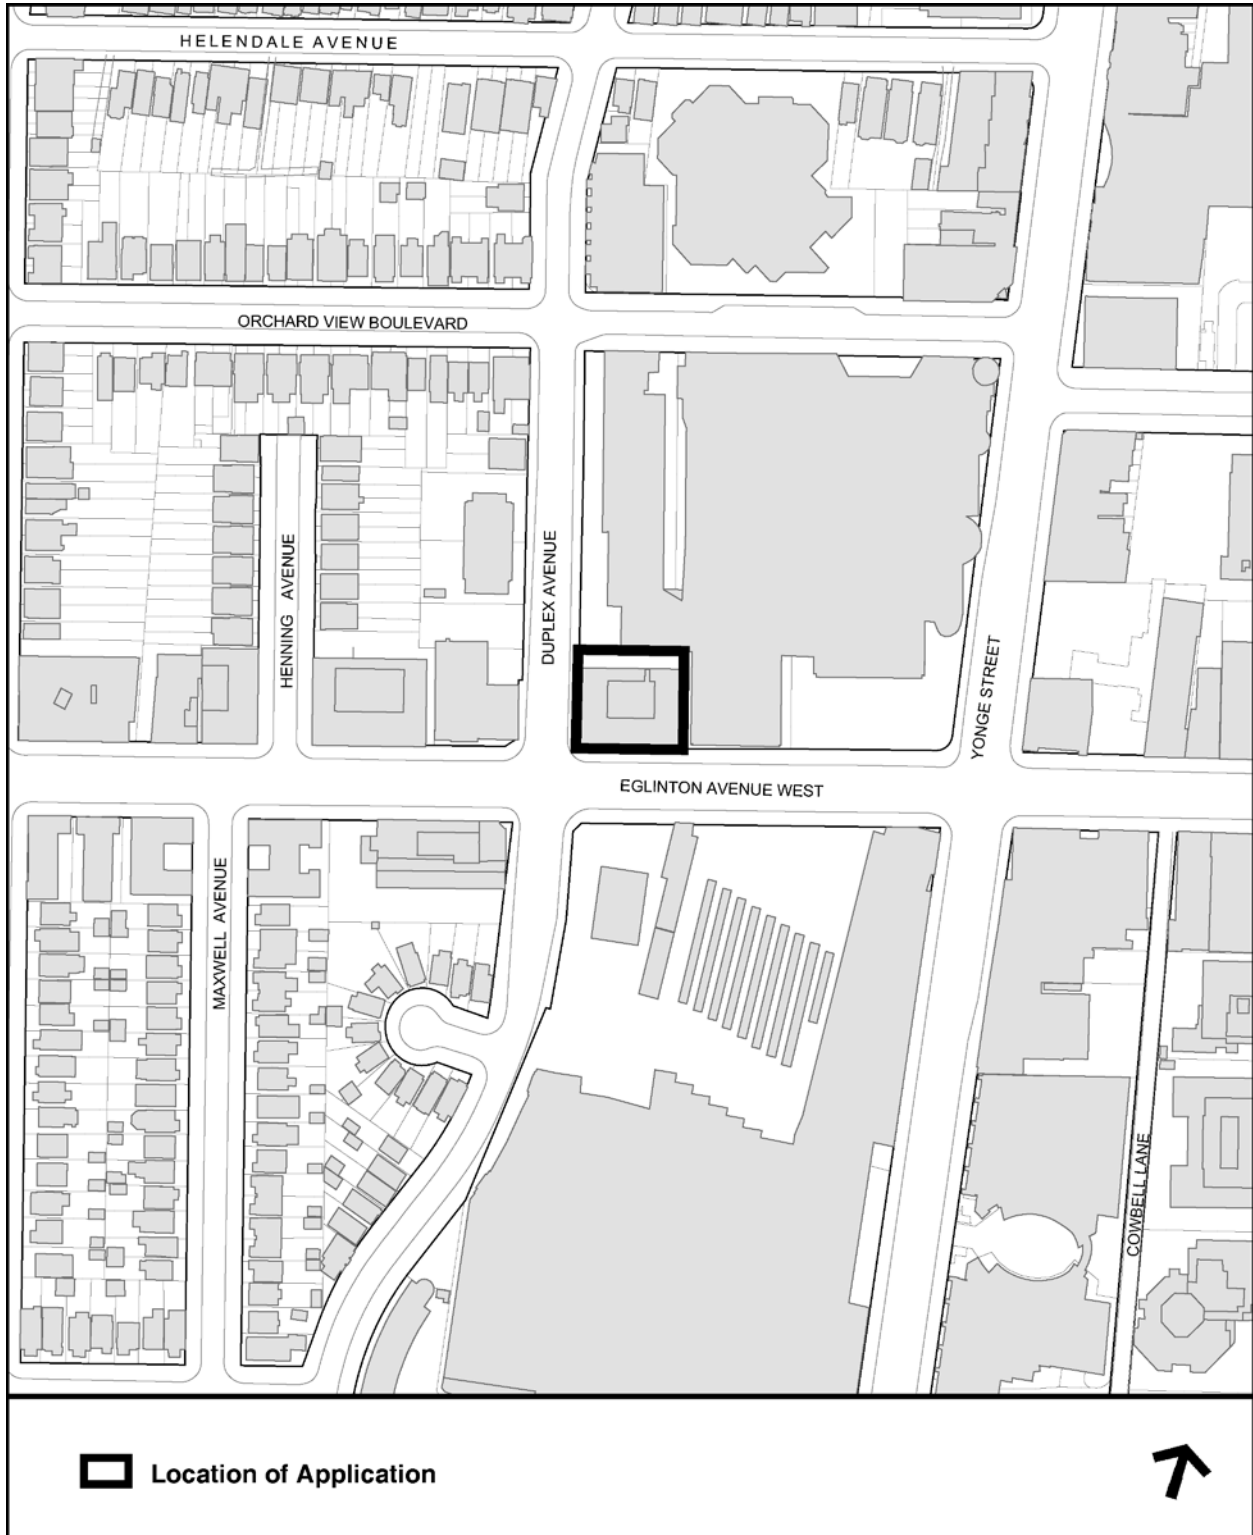 HELENDALE AVENUE
ORCHARD VIEW BOULEVARD
HENNING AVENUE
DUPLEX AVENUE
YONGE STREET
EGLINTON AVENUE WEST
MAXWELL AVENUE
COWBELL LANE
Location of Application